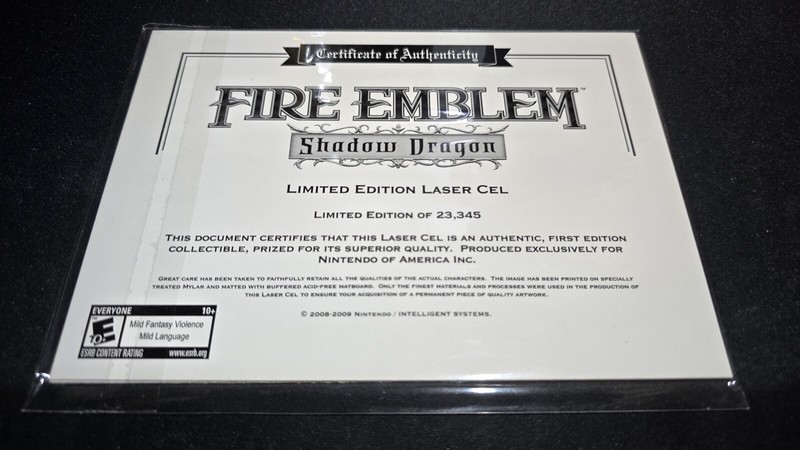 Certificate of Authenticity
FIRE EMBLEM™
Shadow Dragon
LIMITED EDITION LASER CEL
LIMITED EDITION OF 23,345
THIS DOCUMENT CERTIFIES THAT THIS LASER CEL IS AN AUTHENTIC, FIRST EDITION
COLLECTIBLE, PRIZED FOR ITS SUPERIOR QUALITY. PRODUCED EXCLUSIVELY FOR
NINTENDO OF AMERICA INC.
GREAT CARE HAS BEEN TAKEN TO FAITHFULLY RETAIN ALL THE QUALITIES OF THE ACTUAL CHARACTERS. THE IMAGE HAS BEEN PRINTED ON SPECIALLY
TREATED MYLAR AND MATTED WITH BUFFERED ACID-FREE MATBOARD. ONLY THE FINEST MATERIALS AND PROCESSES WERE USED IN THE PRODUCTION OF
THIS LASER CEL TO ENSURE YOUR ACQUISITION OF A PERMANENT PIECE OF QUALITY ARTWORK.
© 2008-2009 NINTENDO / INTELLIGENT SYSTEMS.
EVERYONE 10+
E 10+
Mild Fantasy Violence
Mild Language
ESRB CONTENT RATING www.esrb.org